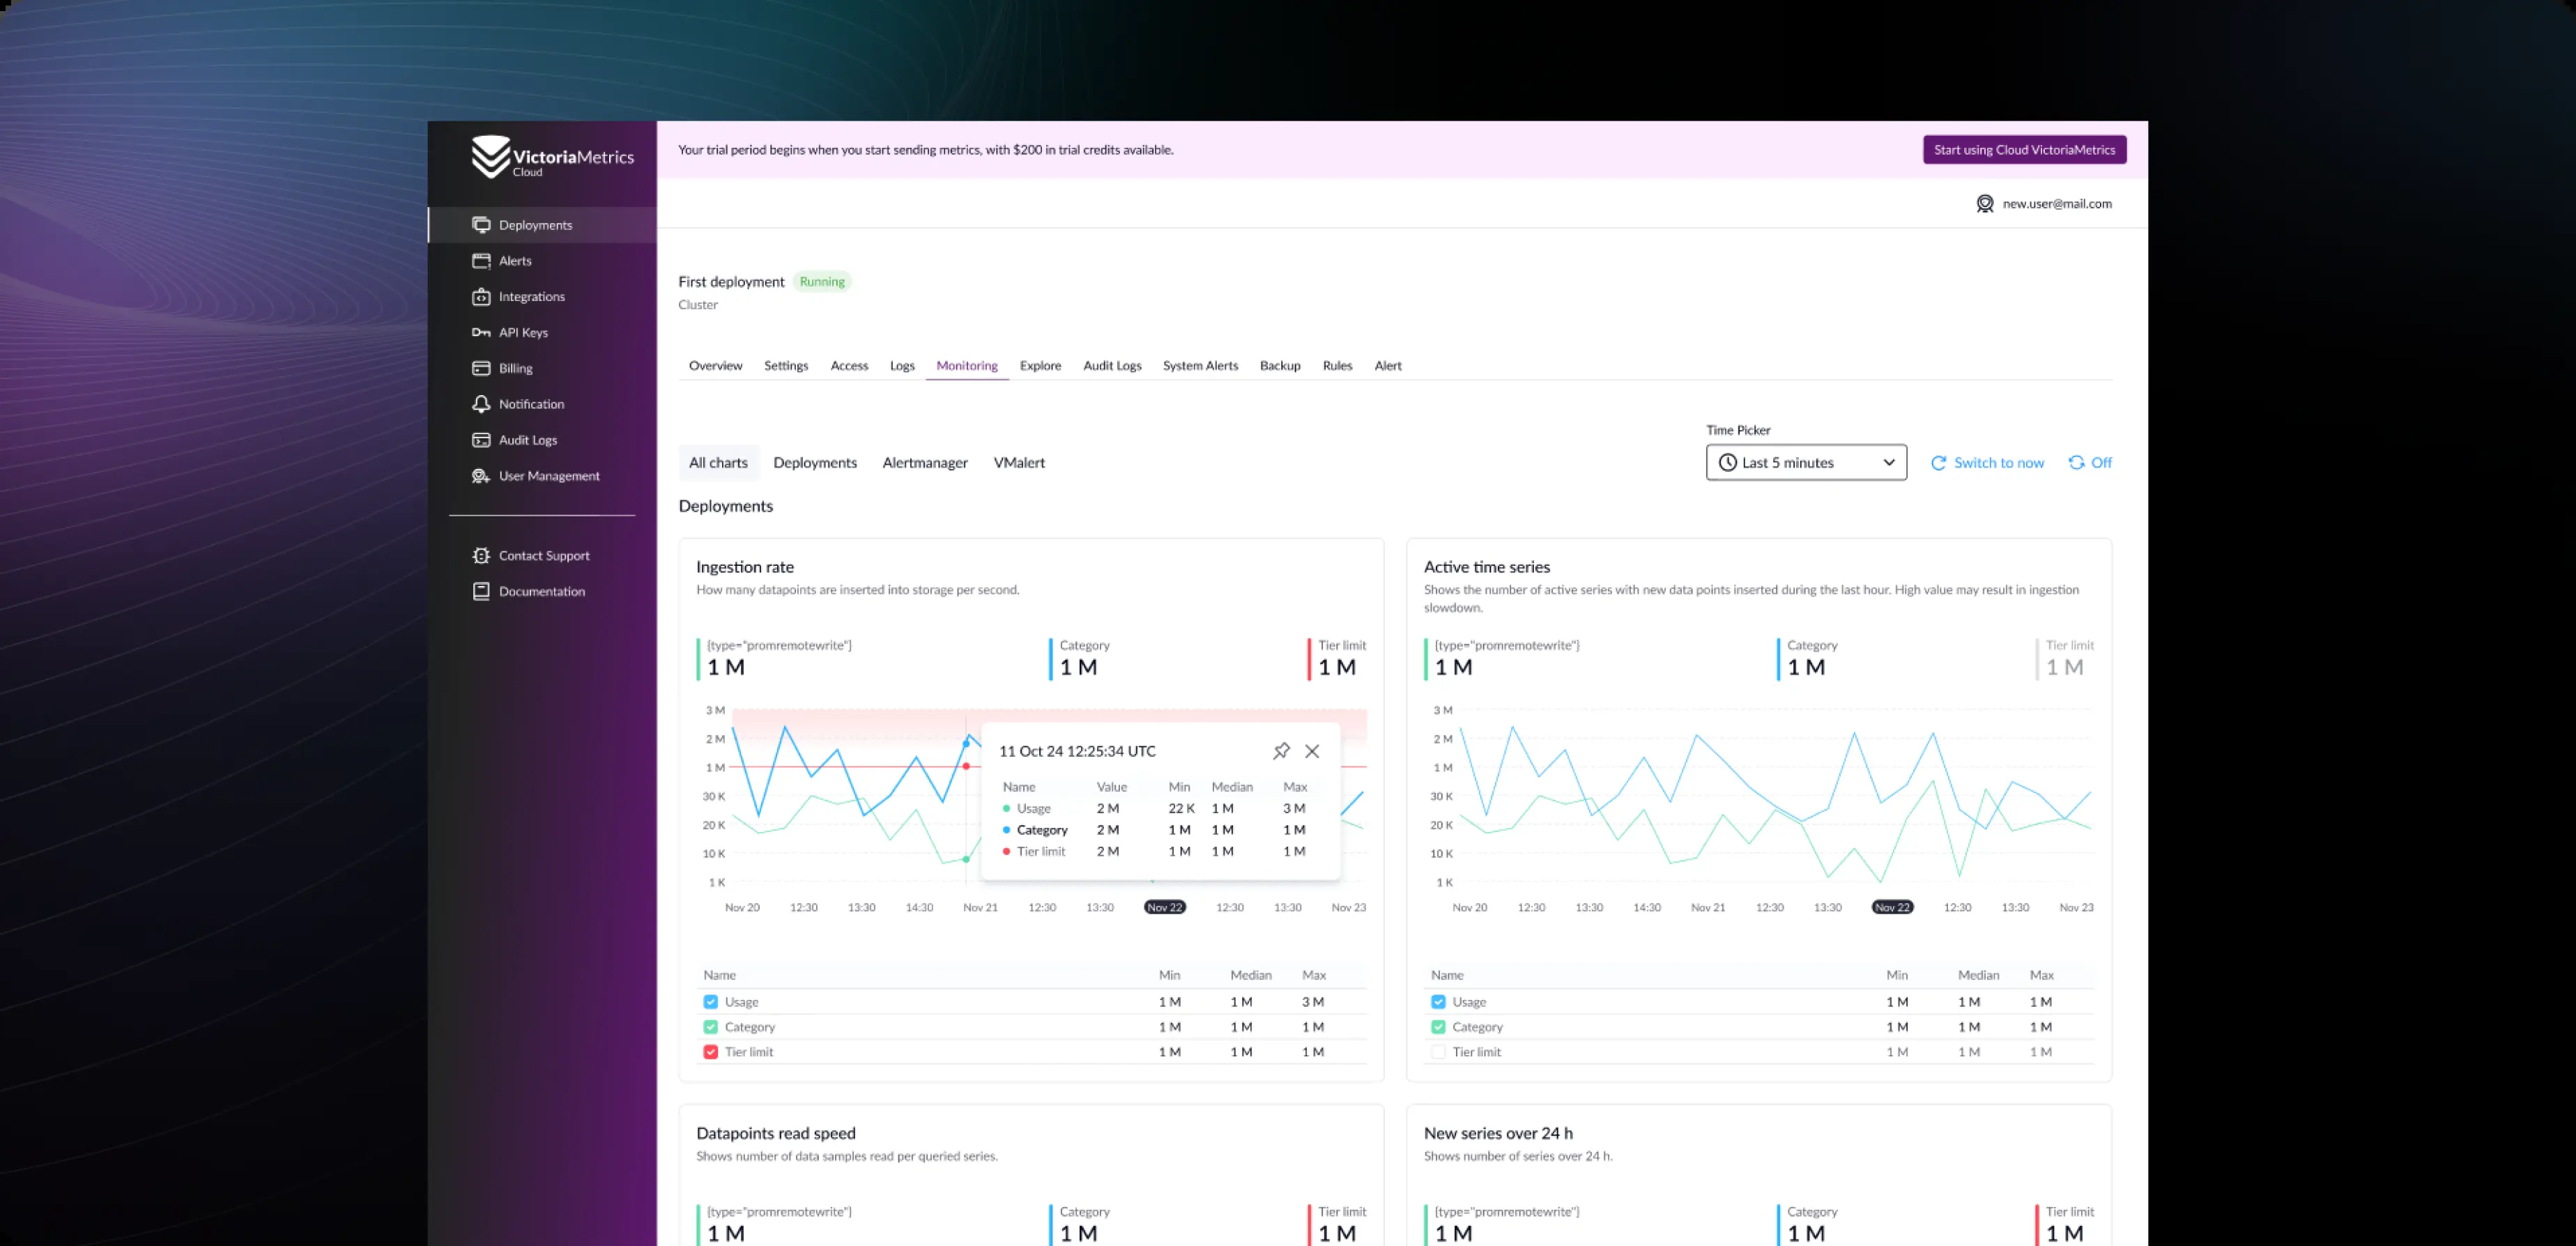 VictoriaMetrics
Cloud
Deployments
Alerts
Integrations
API Keys
Billing
Notification
Audit Logs
User Management
Contact Support
Documentation
Your trial period begins when you start sending metrics, with $200 in trial credits available.
Start using Cloud VictoriaMetrics
new.user@mail.com
First deployment Running
Cluster
Overview Settings Access Logs Monitoring Explore Audit Logs System Alerts Backup Rules Alert
Time Picker
All charts Deployments Alertmanager VMalert Last 5 minutes Switch to now Off
Deployments
Ingestion rate
How many datapoints are inserted into storage per second.
{type="promremotewrite"} Category Tier limit
1 M 1 M 1 M
3 M
2 M
1 M
30 K
20 K
10 K
1 K
11 Oct 24 12:25:34 UTC
Name Value Min Median Max
Usage 2 M 22 K 1 M 3 M
Category 2 M 1 M 1 M 1 M
Tier limit 2 M 1 M 1 M 1 M
Nov 20 12:30 13:30 14:30 Nov 21 12:30 13:30 Nov 22 12:30 13:30 Nov 23
Name Min Median Max
Usage 1 M 1 M 3 M
Category 1 M 1 M 1 M
Tier limit 1 M 1 M 1 M
Active time series
Shows the number of active series with new data points inserted during the last hour. High value may result in ingestion
slowdown.
{type="promremotewrite"} Category Tier limit
1 M 1 M 1 M
3 M
2 M
1 M
30 K
20 K
10 K
1 K
Nov 20 12:30 13:30 14:30 Nov 21 12:30 13:30 Nov 22 12:30 13:30 Nov 23
Name Min Median Max
Usage 1 M 1 M 1 M
Category 1 M 1 M 1 M
Tier limit 1 M 1 M 1 M
Datapoints read speed
Shows number of data samples read per queried series.
{type="promremotewrite"} Category Tier limit
1 M 1 M 1 M
New series over 24 h
Shows number of series over 24 h.
{type="promremotewrite"} Category Tier limit
1 M 1 M 1 M